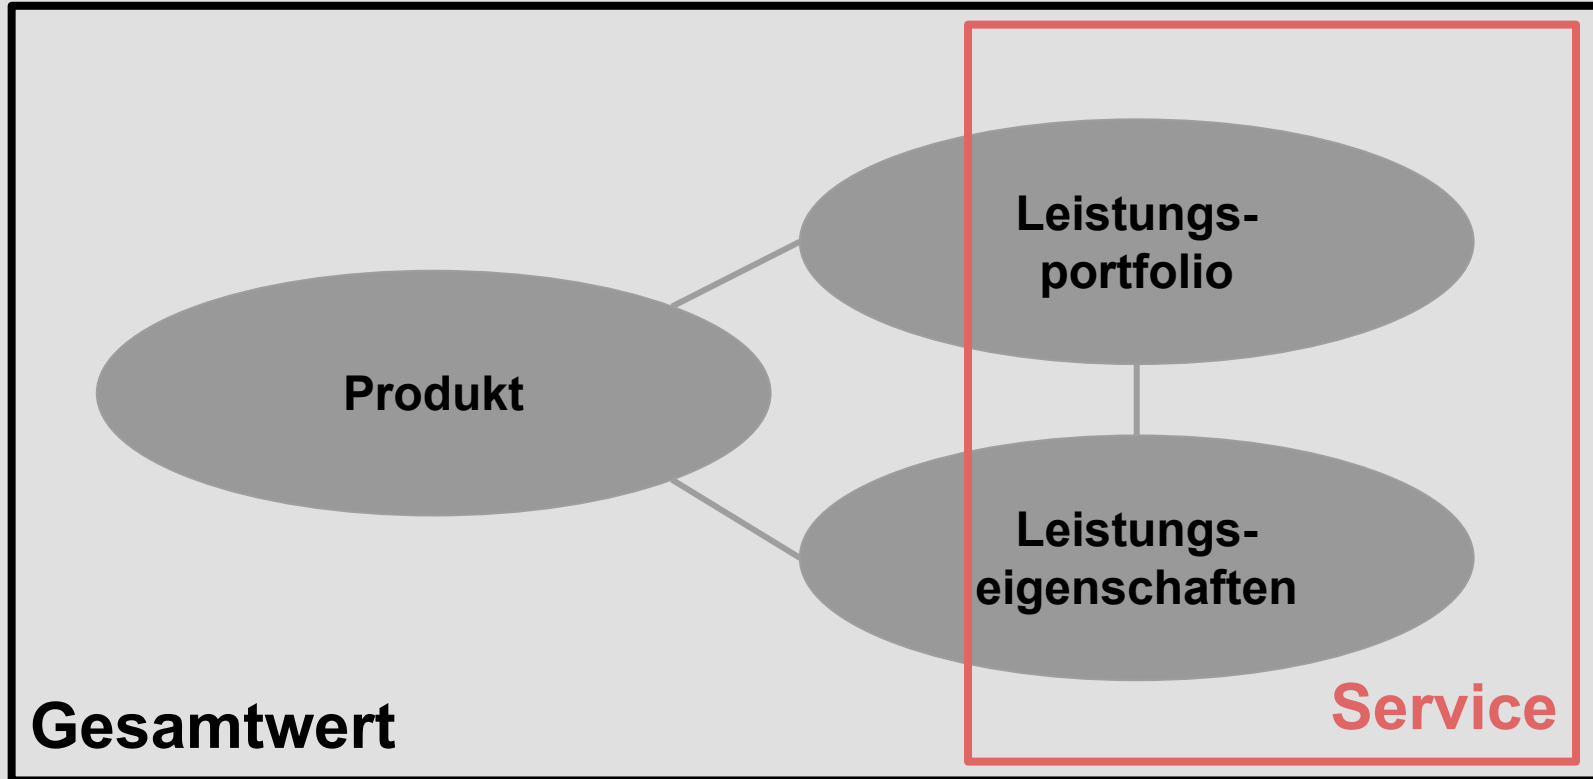 Leistungs-
portfolio
Produkt
Leistungs-
eigenschaften
Gesamtwert
Service